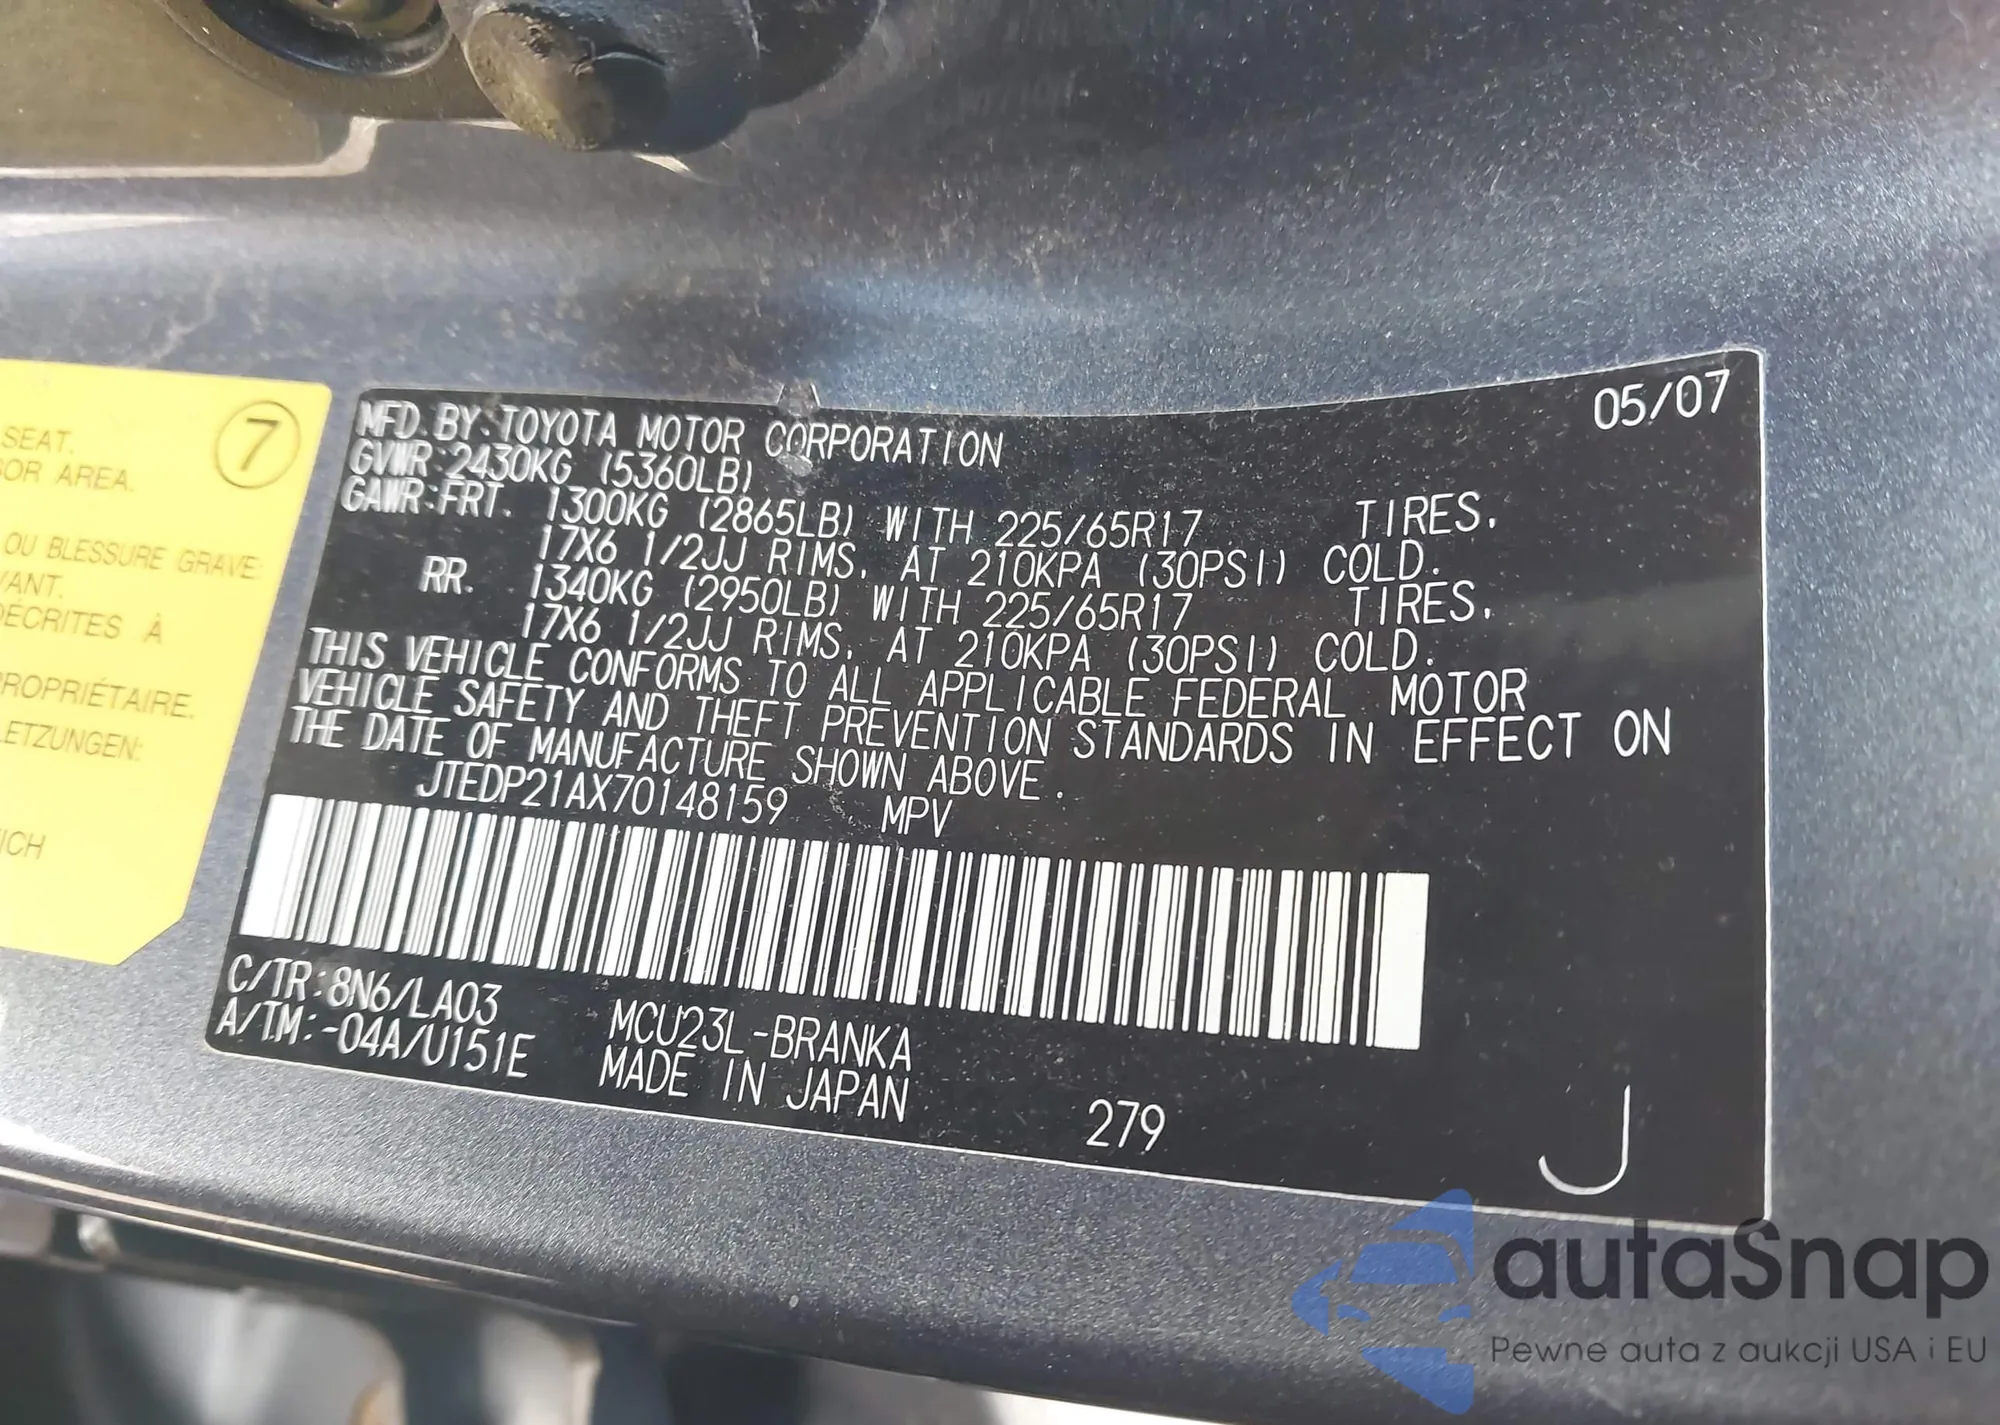 SEAT.
OR AREA.
7
OU BLESSURE GRAVE:
VANT.
DÉCRITES À
PROPRIÉTAIRE.
LETZUNGEN:
ICH
05/07
MFD.BY:TOYOTA MOTOR CORPORATION
GVWR:2430KG (5360LB)
GAWR:FRT. 1300KG (2865LB) WITH 225/65R17 TIRES.
17X6 1/2JJ RIMS, AT 210KPA (30PSI) COLD.
RR. 1340KG (2950LB) WITH 225/65R17 TIRES.
17X6 1/2JJ RIMS, AT 210KPA (30PSI) COLD.
THIS VEHICLE CONFORMS TO ALL APPLICABLE FEDERAL MOTOR
VEHICLE SAFETY AND THEFT PREVENTION STANDARDS IN EFFECT ON
THE DATE OF MANUFACTURE SHOWN ABOVE.
JTEDP21AX70148159 MPV
C/TR:8N6/LA03 MCU23L-BRANKA
A/TM:-04A/U151E MADE IN JAPAN
279
J
autaSnap
Pewne auta z aukcji USA i EU